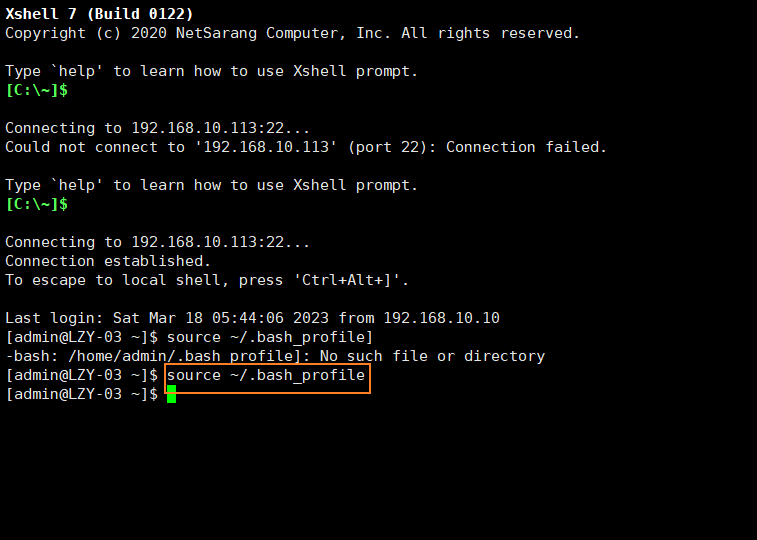 Xshell 7 (Build 0122)
Copyright (c) 2020 NetSarang Computer, Inc. All rights reserved.
Type `help' to learn how to use Xshell prompt.
[C:\~]$
Connecting to 192.168.10.113:22...
Could not connect to '192.168.10.113' (port 22): Connection failed.
Type `help' to learn how to use Xshell prompt.
[C:\~]$
Connecting to 192.168.10.113:22...
Connection established.
To escape to local shell, press 'Ctrl+Alt+]'.
Last login: Sat Mar 18 05:44:06 2023 from 192.168.10.10
[admin@LZY-03 ~]$ source ~/.bash_profile]
-bash: /home/admin/.bash_profile]: No such file or directory
[admin@LZY-03 ~]$ source ~/.bash_profile
[admin@LZY-03 ~]$